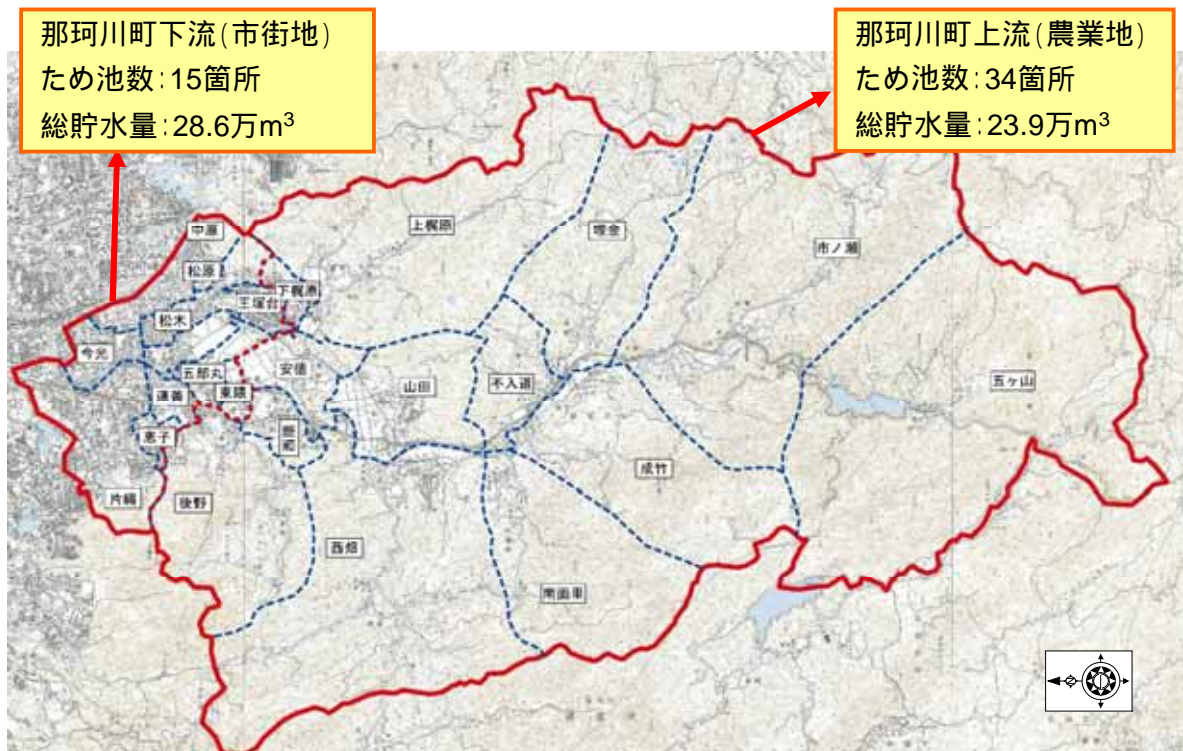 那珂川町下流(市街地)
ため池数:15箇所
総貯水量:28.6万m³
那珂川町上流(農業地)
ため池数:34箇所
総貯水量:23.9万m³
中原
上梶原
埋金
市ノ瀬
松原
下梶原
王塚台
松木
今光
安徳
五郎丸
山田
不入道
五ヶ山
東隈
道善
恵子
成竹
片縄
後野
西畑
南面里